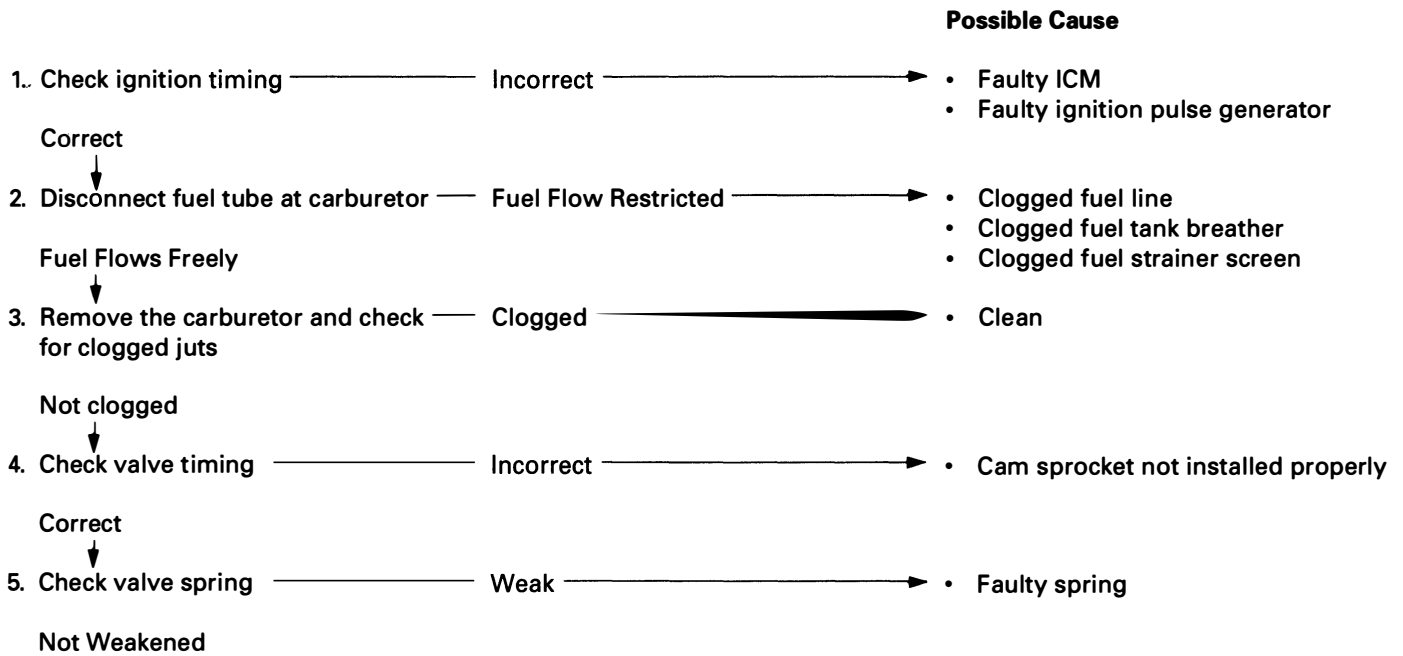 Possible Cause
1. Check ignition timing Incorrect • Faulty ICM
• Faulty ignition pulse generator
Correct
2. Disconnect fuel tube at carburetor Fuel Flow Restricted • Clogged fuel line
• Clogged fuel tank breather
Fuel Flows Freely • Clogged fuel strainer screen
3. Remove the carburetor and check Clogged • Clean
for clogged juts
Not clogged
4. Check valve timing Incorrect • Cam sprocket not installed properly
Correct
5. Check valve spring Weak • Faulty spring
Not Weakened